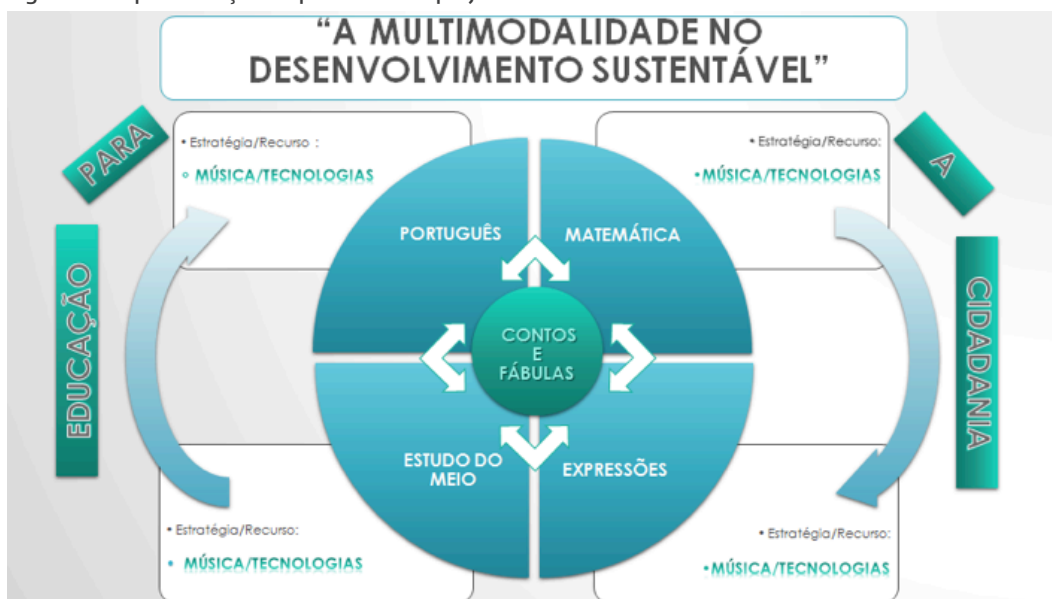 “A MULTIMODALIDADE NO
DESENVOLVIMENTO SUSTENTÁVEL”
EDUCAÇÃO
PARA
A
CIDADANIA
• Estratégia/Recurso :
◦ MÚSICA/TECNOLOGIAS
• Estratégia/Recurso:
•MÚSICA/TECNOLOGIAS
PORTUGUÊS
MATEMÁTICA
CONTOS
E
FÁBULAS
ESTUDO DO
MEIO
EXPRESSÕES
• Estratégia/Recurso:
• MÚSICA/TECNOLOGIAS
• Estratégia/Recurso:
•MÚSICA/TECNOLOGIAS